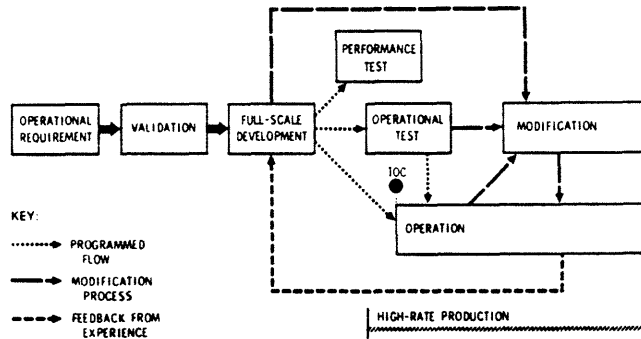 PERFORMANCE
TEST
OPERATIONAL
REQUIREMENT
VALIDATION
FULL-SCALE
DEVELOPMENT
OPERATIONAL
TEST
MODIFICATION
IOC
OPERATION
KEY:
PROGRAMMED
FLOW
MODIFICATION
PROCESS
FEEDBACK FROM
EXPERIENCE
HIGH-RATE PRODUCTION